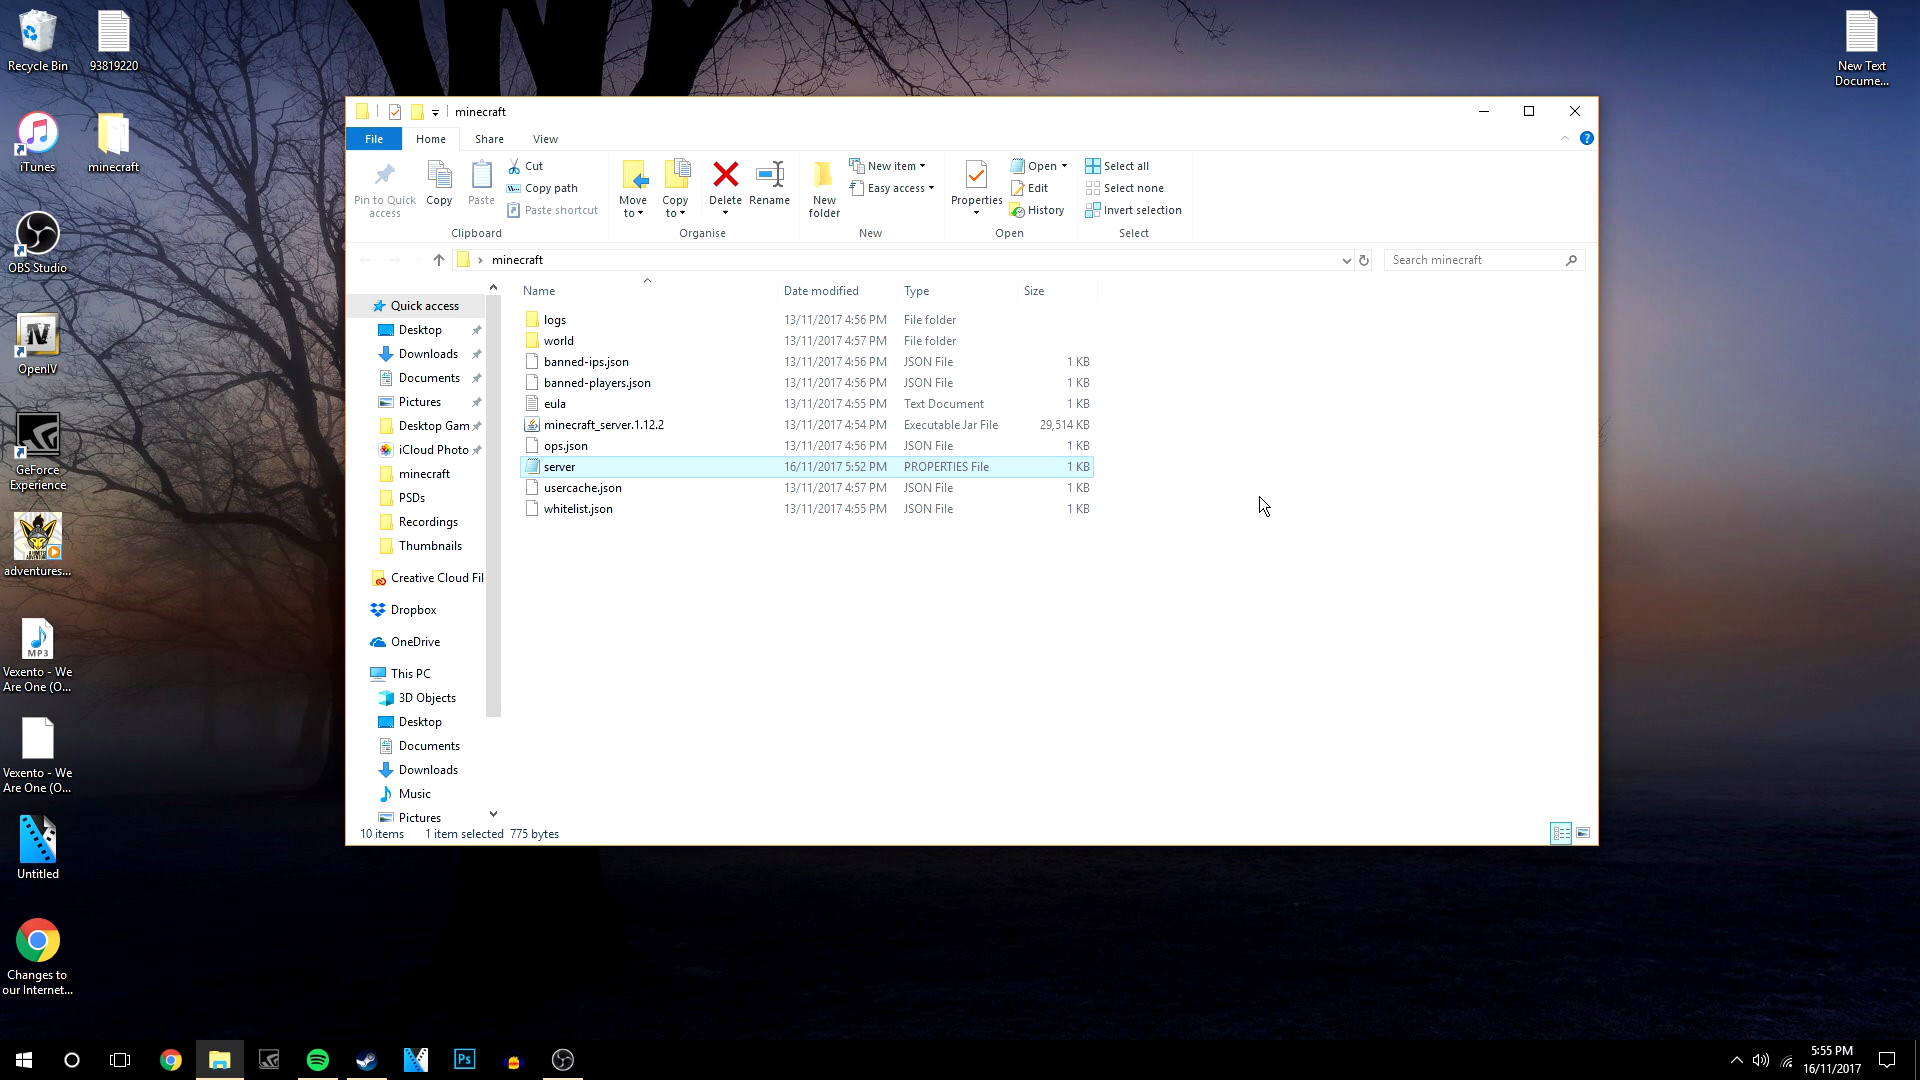 Recycle Bin
93819220
New Text
Docume...
iTunes
minecraft
OBS Studio
OpenIV
GeForce
Experience
adventures...
MP3
Vexento - We
Are One (O...
Vexento - We
Are One (O...
Untitled
Changes to
our Internet...
minecraft
File
Home
Share
View
Pin to Quick
access
Copy
Paste
Cut
Copy path
Paste shortcut
Clipboard
Move
to
Copy
to
Delete
Rename
Organise
New
folder
New item
Easy access
New
Properties
Open
Edit
History
Open
Select all
Select none
Invert selection
Select
minecraft
Search minecraft
Quick access
Desktop
Downloads
Documents
Pictures
Desktop Gam
iCloud Photo
minecraft
PSDs
Recordings
Thumbnails
Creative Cloud Fil
Dropbox
OneDrive
This PC
3D Objects
Desktop
Documents
Downloads
Music
Pictures
Name Date modified Type Size
logs 13/11/2017 4:56 PM File folder
world 13/11/2017 4:57 PM File folder
banned-ips.json 13/11/2017 4:56 PM JSON File 1 KB
banned-players.json 13/11/2017 4:56 PM JSON File 1 KB
eula 13/11/2017 4:55 PM Text Document 1 KB
minecraft_server.1.12.2 13/11/2017 4:54 PM Executable Jar File 29,514 KB
ops.json 13/11/2017 4:56 PM JSON File 1 KB
server 16/11/2017 5:52 PM PROPERTIES File 1 KB
usercache.json 13/11/2017 4:57 PM JSON File 1 KB
whitelist.json 13/11/2017 4:55 PM JSON File 1 KB
10 items 1 item selected 775 bytes
Ps
5:55 PM
16/11/2017